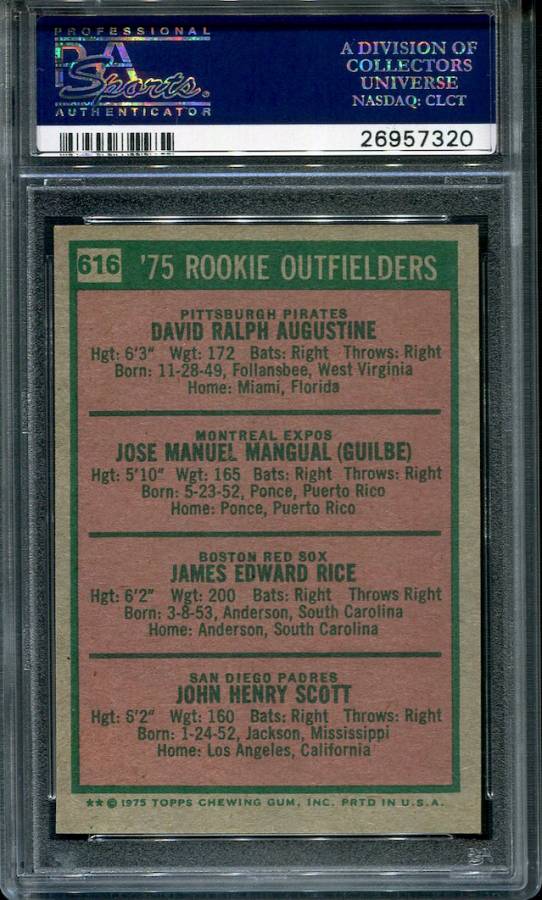 PROFESSIONAL
PSA
Sports
AUTHENTICATOR
A DIVISION OF
COLLECTORS
UNIVERSE
NASDAQ: CLCT
26957320
616 '75 ROOKIE OUTFIELDERS
PITTSBURGH PIRATES
DAVID RALPH AUGUSTINE
Hgt: 6'3" Wgt: 172 Bats: Right Throws: Right
Born: 11-28-49, Follansbee, West Virginia
Home: Miami, Florida
MONTREAL EXPOS
JOSE MANUEL MANGUAL (GUILBE)
Hgt: 5'10" Wgt: 165 Bats: Right Throws: Right
Born: 5-23-52, Ponce, Puerto Rico
Home: Ponce, Puerto Rico
BOSTON RED SOX
JAMES EDWARD RICE
Hgt: 6'2" Wgt: 200 Bats: Right Throws Right
Born: 3-8-53, Anderson, South Carolina
Home: Anderson, South Carolina
SAN DIEGO PADRES
JOHN HENRY SCOTT
Hgt: 6'2" Wgt: 160 Bats: Right Throws: Right
Born: 1-24-52, Jackson, Mississippi
Home: Los Angeles, California
**© 1975 TOPPS CHEWING GUM, INC. PRTD IN U.S.A.